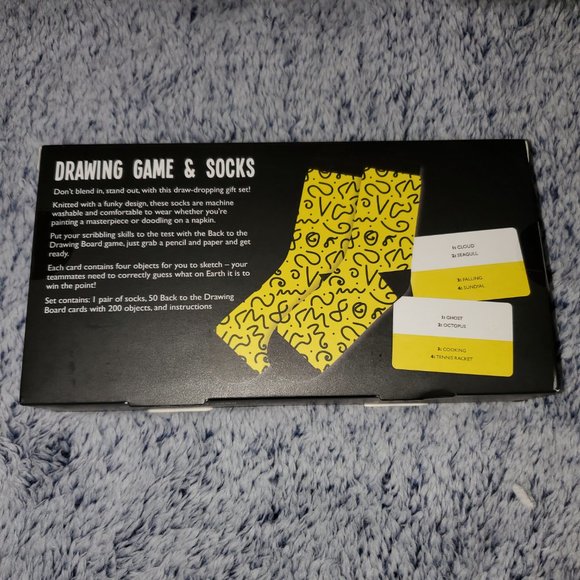 DRAWING GAME & SOCKS
Don't blend in, stand out, with this draw-dropping gift set!
Knitted with a funky design, these socks are machine
washable and comfortable to wear whether you're
painting a masterpiece or doodling on a napkin.
Put your scribbling skills to the test with the Back to the
Drawing Board game, just grab a pencil and paper and get
ready.
Each card contains four objects for you to sketch – your
teammates need to correctly guess what on Earth it is to
win the point!
Set contains: 1 pair of socks, 50 Back to the Drawing
Board cards with 200 objects, and instructions
1: CLOUD
2: SEAGULL
3: FALLING
4: SUNDIAL
1: GHOST
2: OCTOPUS
3: COOKING
4: TENNIS RACKET